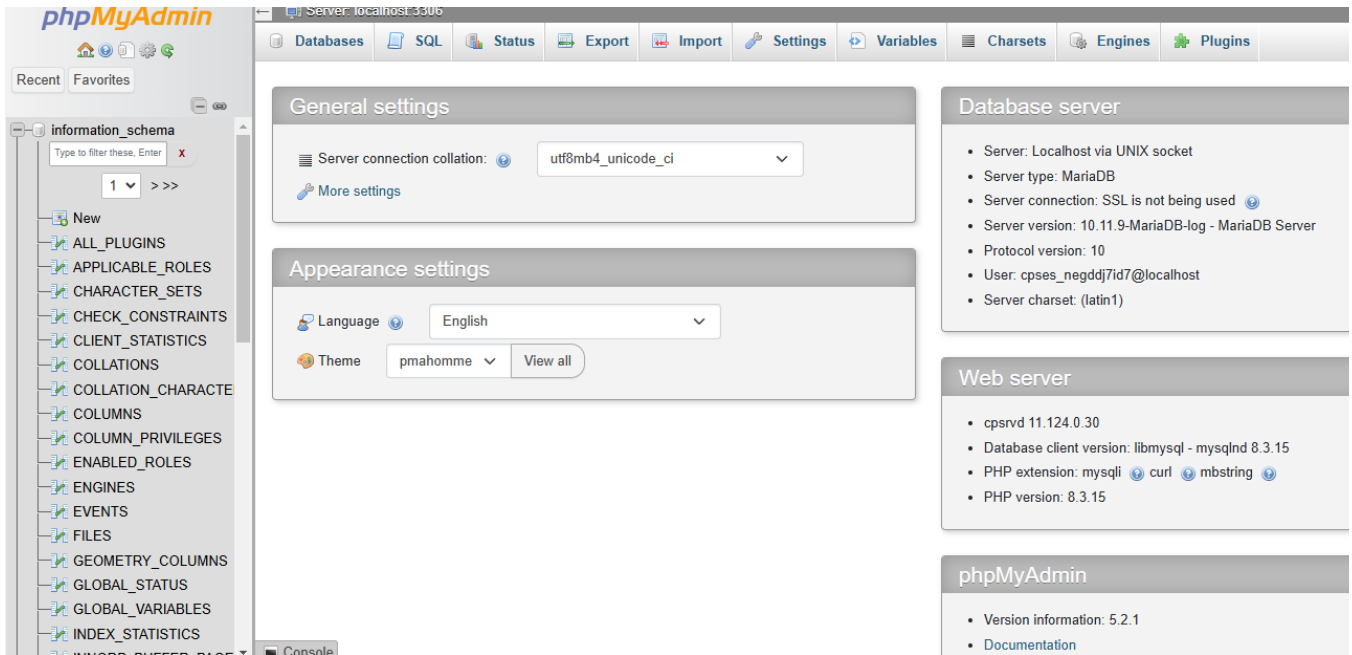 phpMyAdmin
Recent Favorites
information_schema
Type to filter these, Enter X
1 > >>
New
ALL_PLUGINS
APPLICABLE_ROLES
CHARACTER_SETS
CHECK_CONSTRAINTS
CLIENT_STATISTICS
COLLATIONS
COLLATION_CHARACTE
COLUMNS
COLUMN_PRIVILEGES
ENABLED_ROLES
ENGINES
EVENTS
FILES
GEOMETRY_COLUMNS
GLOBAL_STATUS
GLOBAL_VARIABLES
INDEX_STATISTICS
Server: localhost:3306
Databases SQL Status Export Import Settings Variables Charsets Engines Plugins
General settings
Server connection collation: utf8mb4_unicode_ci
More settings
Appearance settings
Language English
Theme pmahomme View all
Database server
• Server: Localhost via UNIX socket
• Server type: MariaDB
• Server connection: SSL is not being used
• Server version: 10.11.9-MariaDB-log - MariaDB Server
• Protocol version: 10
• User: cpses_negddj7id7@localhost
• Server charset: (latin1)
Web server
• cpsrvd 11.124.0.30
• Database client version: libmysql - mysqlnd 8.3.15
• PHP extension: mysqli curl mbstring
• PHP version: 8.3.15
phpMyAdmin
• Version information: 5.2.1
• Documentation
Console